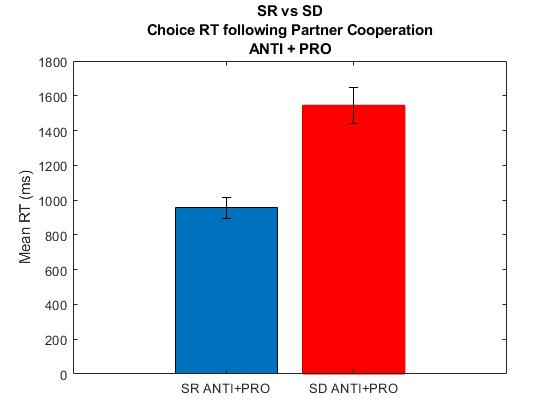 SR vs SD
Choice RT following Partner Cooperation
ANTI + PRO
1800
1600
1400
1200
1000
800
600
400
200
0
Mean RT (ms)
SR ANTI+PRO
SD ANTI+PRO